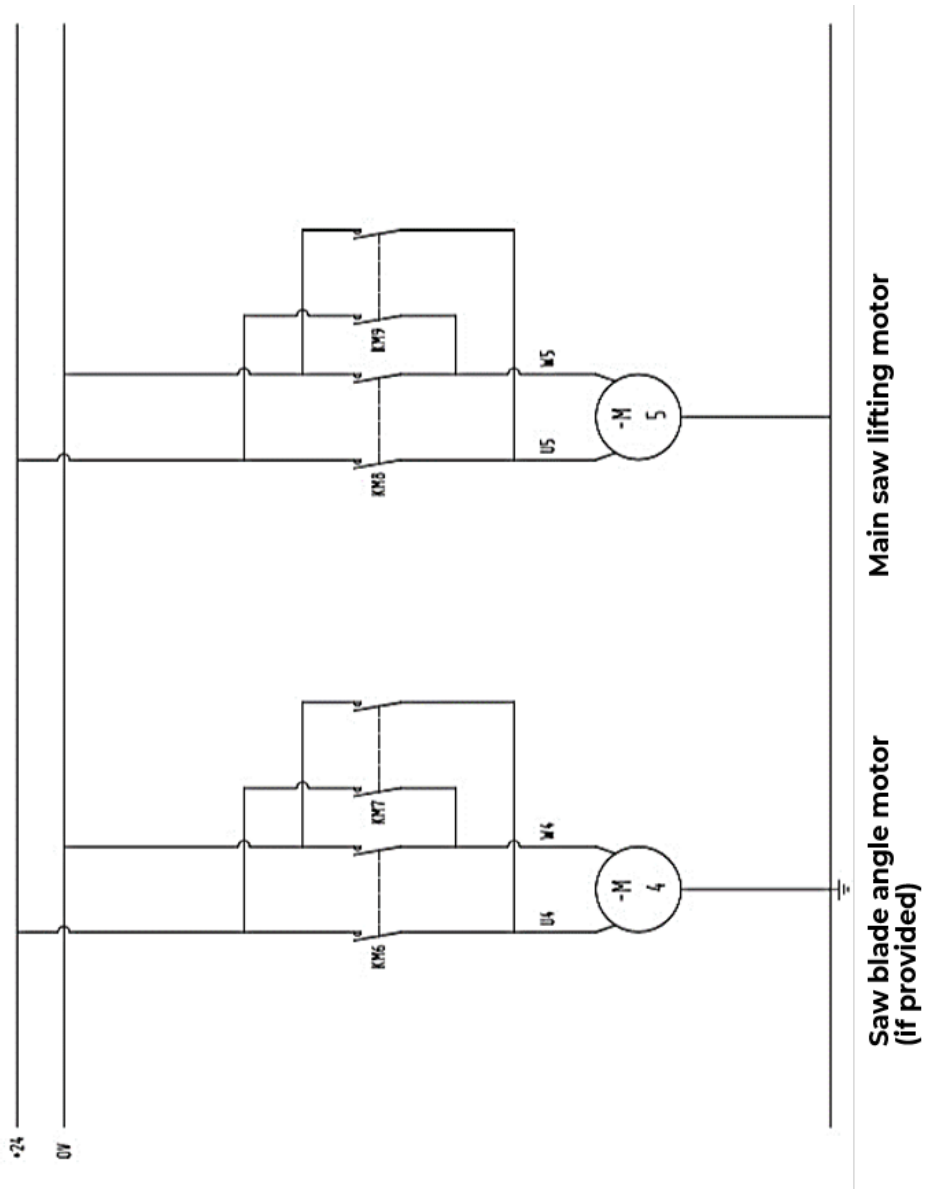 +24
0V
KM6
KM7
U4
W4
-M
4
Saw blade angle motor
(if provided)
KM8
KM9
U5
W5
-M
5
Main saw lifting motor